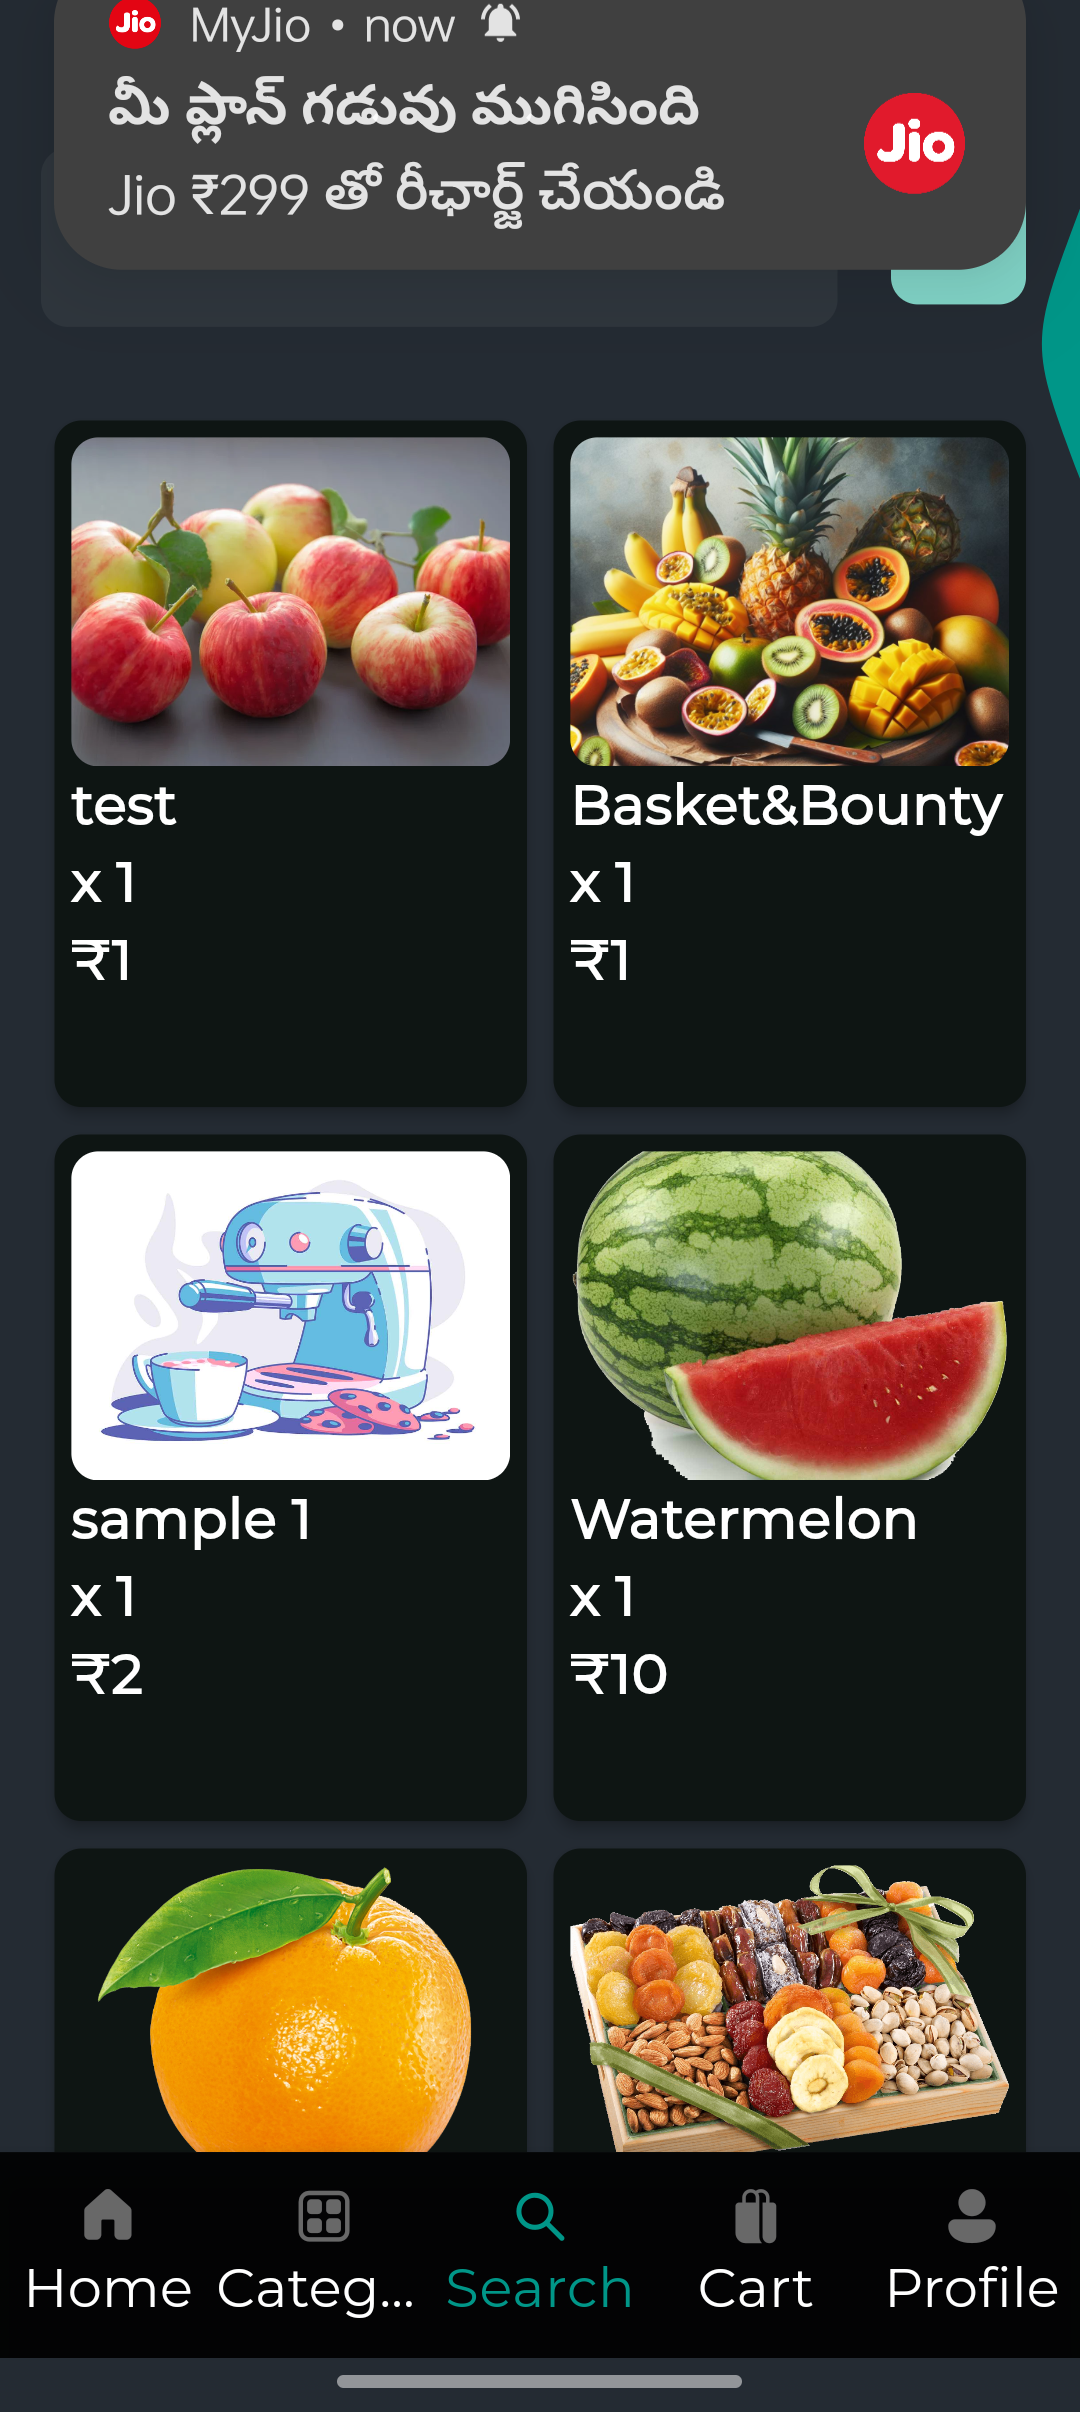 Jio MyJio • now
మీ ప్లాన్ గడువు ముగిసింది
Jio ₹299 తో రీఛార్జ్ చేయండి
Jio
test
x 1
₹1
Basket&Bounty
x 1
₹1
sample 1
x 1
₹2
Watermelon
x 1
₹10
Home
Categ...
Search
Cart
Profile